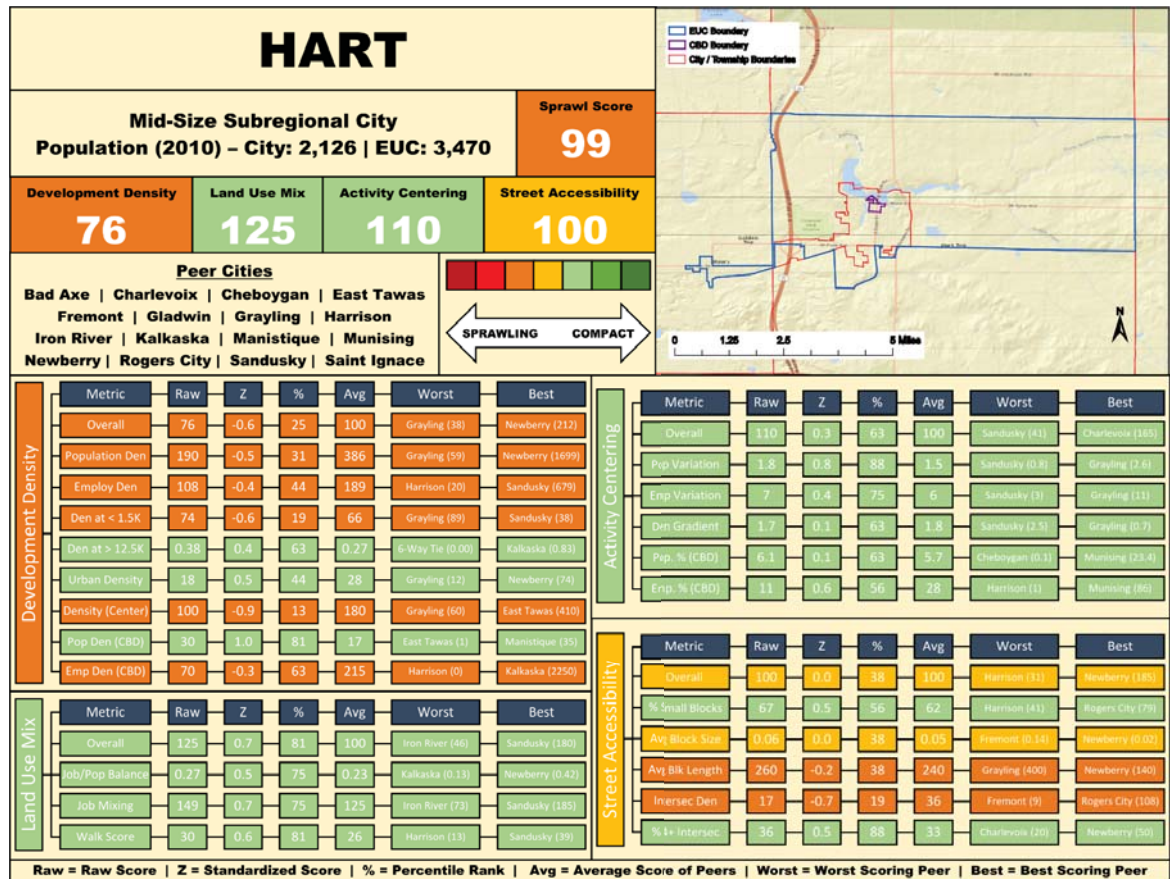 HART
Mid-Size Subregional City
Population (2010) – City: 2,126 | EUC: 3,470
Sprawl Score
99
Development Density
76
Land Use Mix
125
Activity Centering
110
Street Accessibility
100
Peer Cities
Bad Axe | Charlevoix | Cheboygan | East Tawas
Fremont | Gladwin | Grayling | Harrison
Iron River | Kalkaska | Manistique | Munising
Newberry | Rogers City | Sandusky | Saint Ignace
SPRAWLING COMPACT
EUC Boundary
CBD Boundary
City / Township Boundaries
N
0 1.25 2.5 5 Miles
Development Density
Metric Raw Z % Avg Worst Best
Overall 76 -0.6 25 100 Grayling (38) Newberry (212)
Population Den 190 -0.5 31 386 Grayling (59) Newberry (1699)
Employ Den 108 -0.4 44 189 Harrison (20) Sandusky (679)
Den at < 1.5K 74 -0.6 19 66 Grayling (89) Sandusky (38)
Den at > 12.5K 0.38 0.4 63 0.27 6-Way Tie (0.00) Kalkaska (0.83)
Urban Density 18 0.5 44 28 Grayling (12) Newberry (74)
Density (Center) 100 -0.9 13 180 Grayling (60) East Tawas (410)
Pop Den (CBD) 30 1.0 81 17 East Tawas (1) Manistique (35)
Emp Den (CBD) 70 -0.3 63 215 Harrison (0) Kalkaska (2250)
Land Use Mix
Metric Raw Z % Avg Worst Best
Overall 125 0.7 81 100 Iron River (46) Sandusky (180)
Job/Pop Balance 0.27 0.5 75 0.23 Kalkaska (0.13) Newberry (0.42)
Job Mixing 149 0.7 75 125 Iron River (73) Sandusky (185)
Walk Score 30 0.6 81 26 Harrison (13) Sandusky (39)
Activity Centering
Metric Raw Z % Avg Worst Best
Overall 110 0.3 63 100 Sandusky (41) Charlevoix (165)
Pop Variation 1.8 0.8 88 1.5 Sandusky (0.8) Grayling (2.6)
Emp Variation 7 0.4 75 6 Sandusky (3) Grayling (11)
Den Gradient 1.7 0.1 63 1.8 Sandusky (2.5) Grayling (0.7)
Pop. % (CBD) 6.1 0.1 63 5.7 Cheboygan (0.1) Munising (23.4)
Emp. % (CBD) 11 0.6 56 28 Harrison (1) Munising (86)
Street Accessibility
Metric Raw Z % Avg Worst Best
Overall 100 0.0 38 100 Harrison (31) Newberry (185)
% Small Blocks 67 0.5 56 62 Harrison (41) Rogers City (79)
Avg Block Size 0.06 0.0 38 0.05 Fremont (0.14) Newberry (0.02)
Avg Blk Length 260 -0.2 38 240 Grayling (400) Newberry (140)
Intersec Den 17 -0.7 19 36 Fremont (9) Rogers City (108)
% 4+ Intersec 36 0.5 88 33 Charlevoix (20) Newberry (50)
Raw = Raw Score | Z = Standardized Score | % = Percentile Rank | Avg = Average Score of Peers | Worst = Worst Scoring Peer | Best = Best Scoring Peer